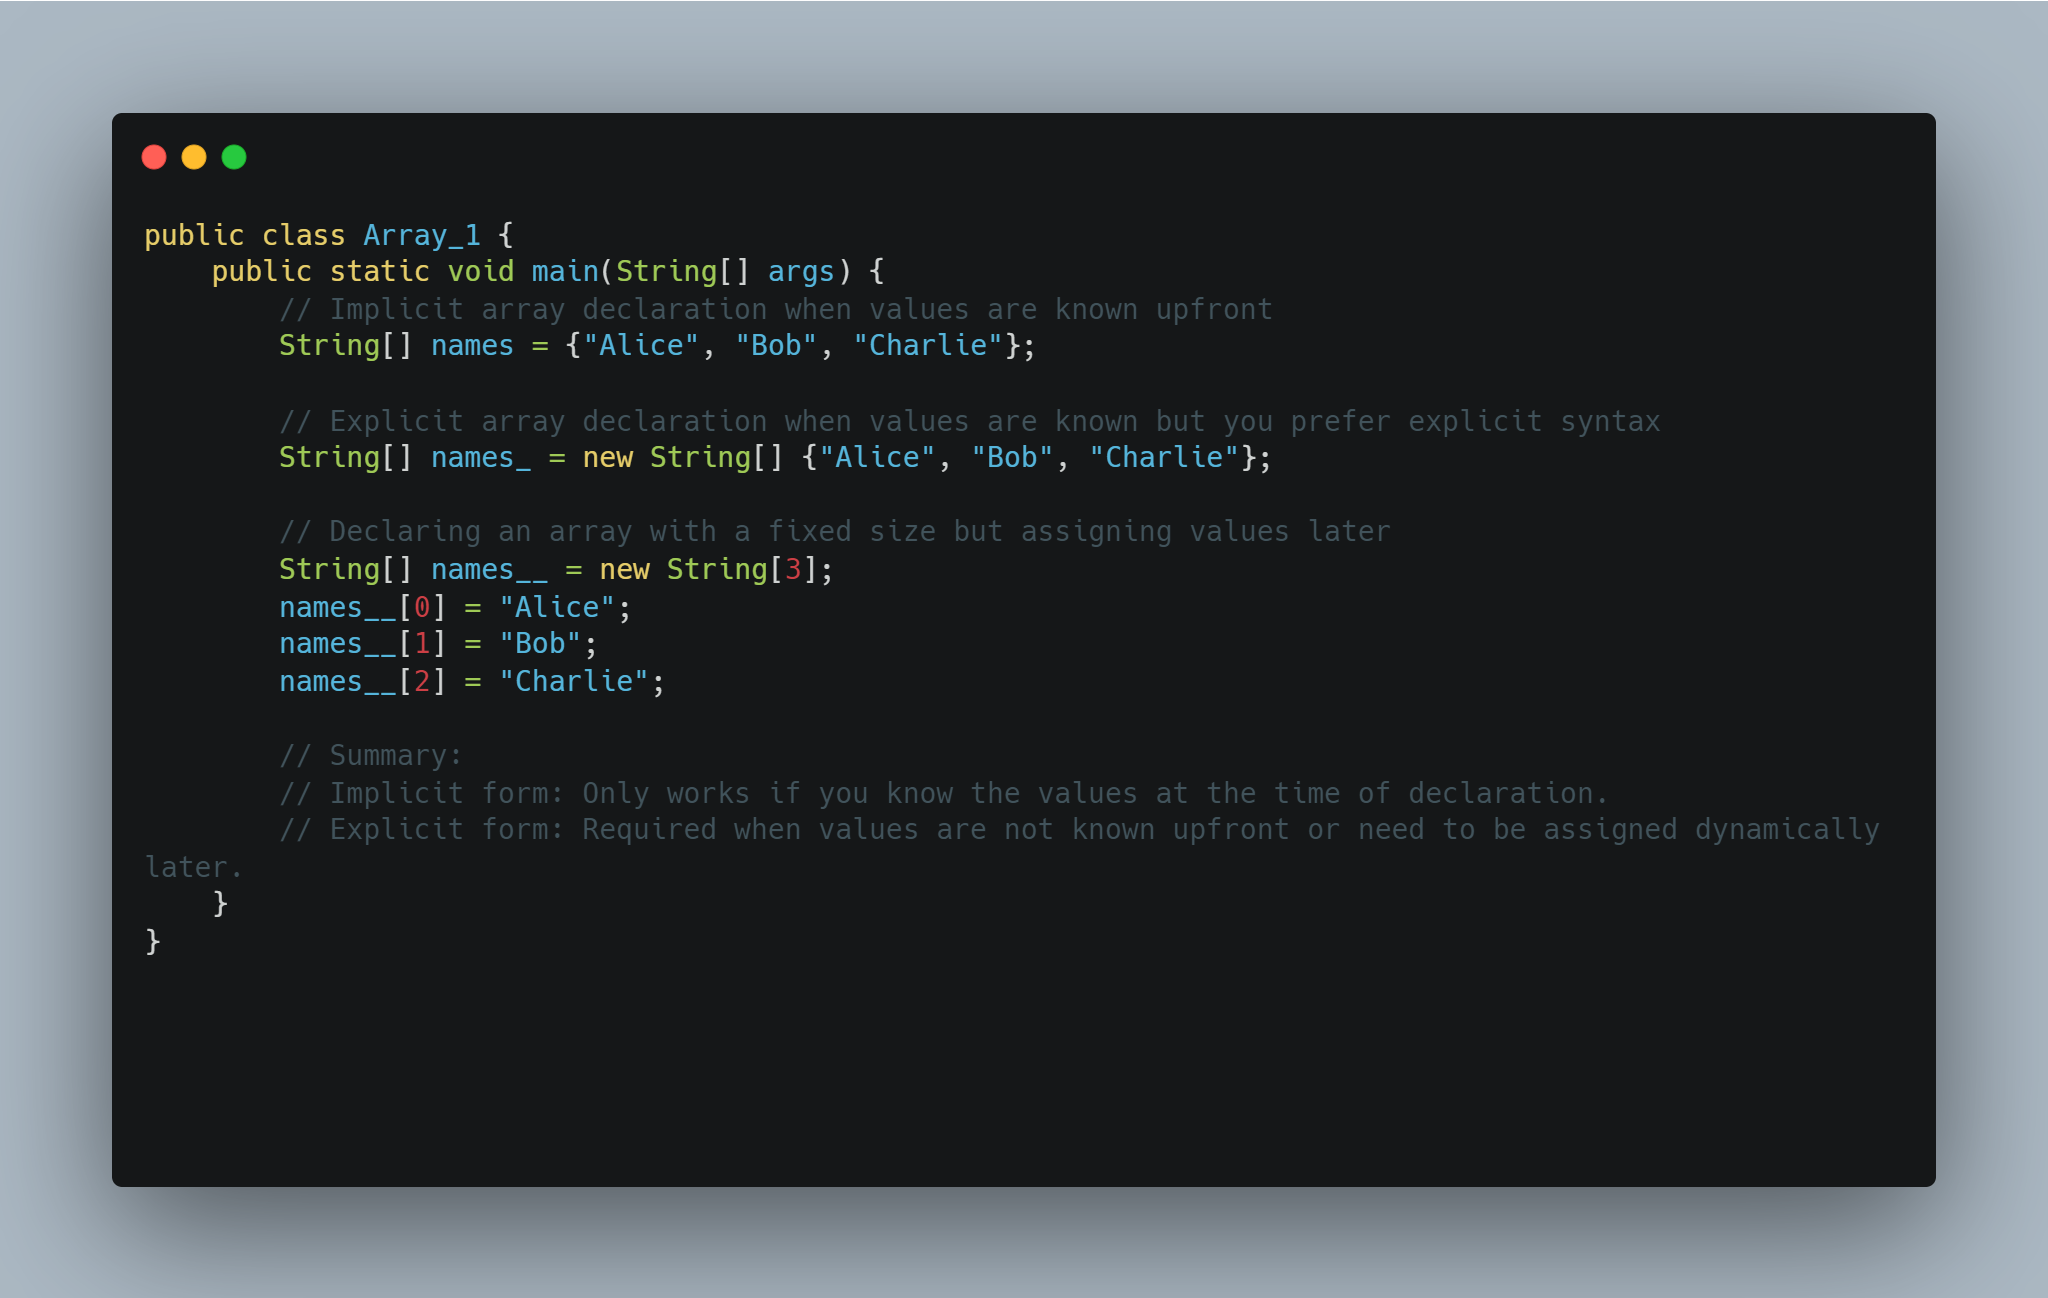 public class Array_1 {
    public static void main(String[] args) {
        // Implicit array declaration when values are known upfront
        String[] names = {"Alice", "Bob", "Charlie"};

        // Explicit array declaration when values are known but you prefer explicit syntax
        String[] names_ = new String[] {"Alice", "Bob", "Charlie"};

        // Declaring an array with a fixed size but assigning values later
        String[] names__ = new String[3];
        names__[0] = "Alice";
        names__[1] = "Bob";
        names__[2] = "Charlie";

        // Summary:
        // Implicit form: Only works if you know the values at the time of declaration.
        // Explicit form: Required when values are not known upfront or need to be assigned dynamically
later.
    }
}